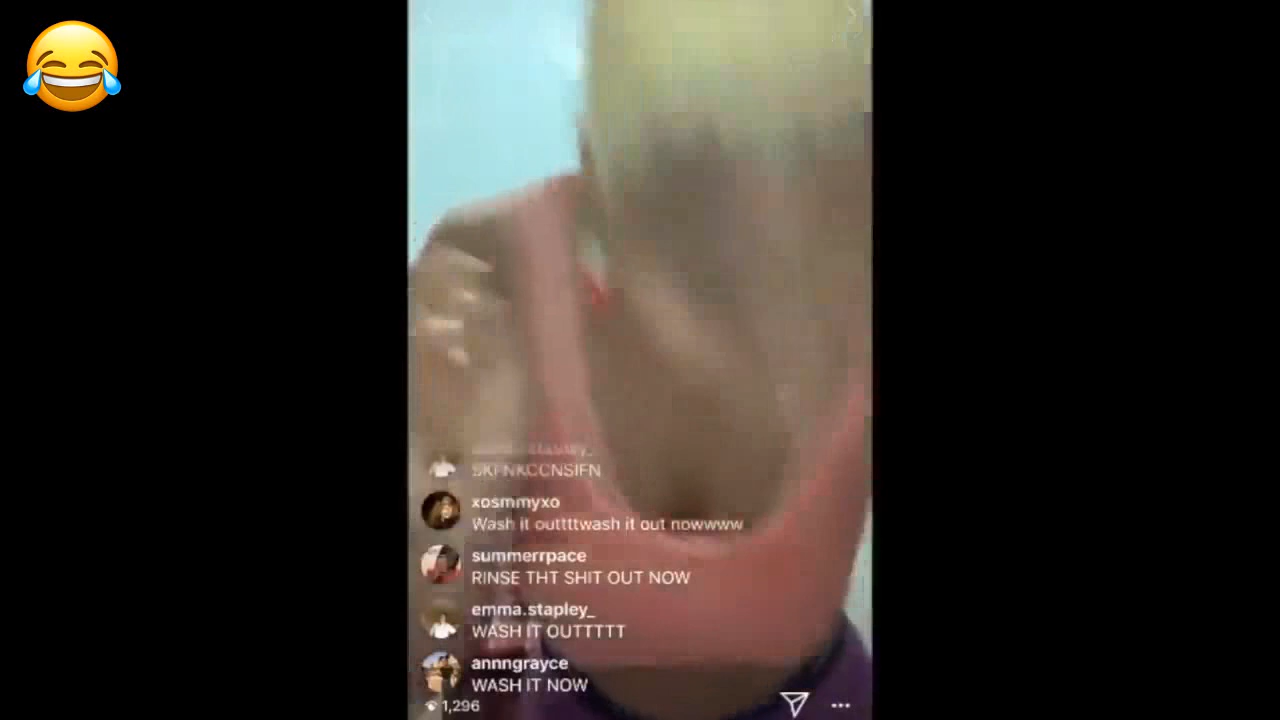 SKFNKCCNSIFN
xosmmyxo
Wash it outtttwash it out nowwww
summerrpace
RINSE THT SHIT OUT NOW
emma.stapley_
WASH IT OUTTTTT
annngrayce
WASH IT NOW
1,296